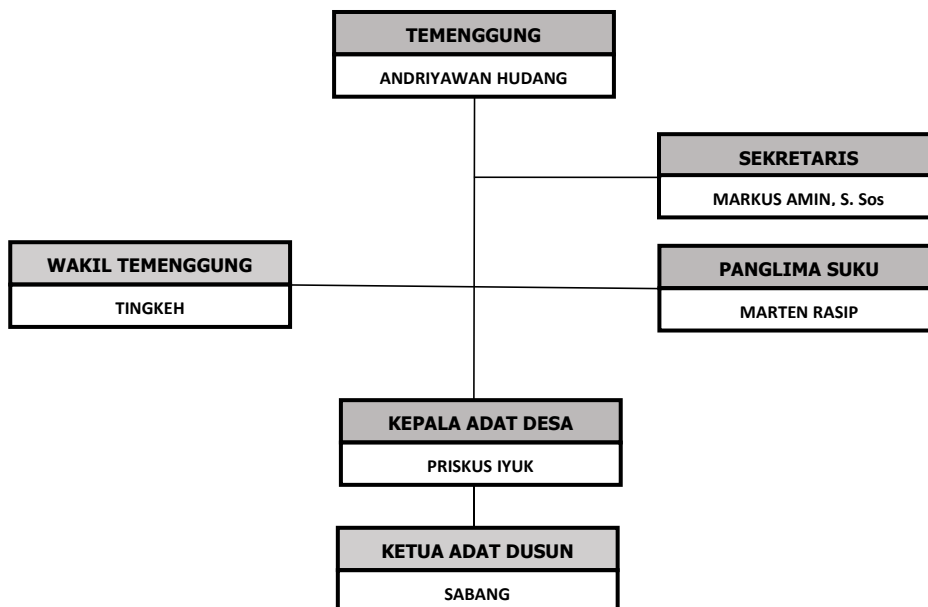 TEMENGGUNG
ANDRIYAWAN HUDANG
SEKRETARIS
MARKUS AMIN, S. Sos
WAKIL TEMENGGUNG
TINGKEH
PANGLIMA SUKU
MARTEN RASIP
KEPALA ADAT DESA
PRISKUS IYUK
KETUA ADAT DUSUN
SABANG